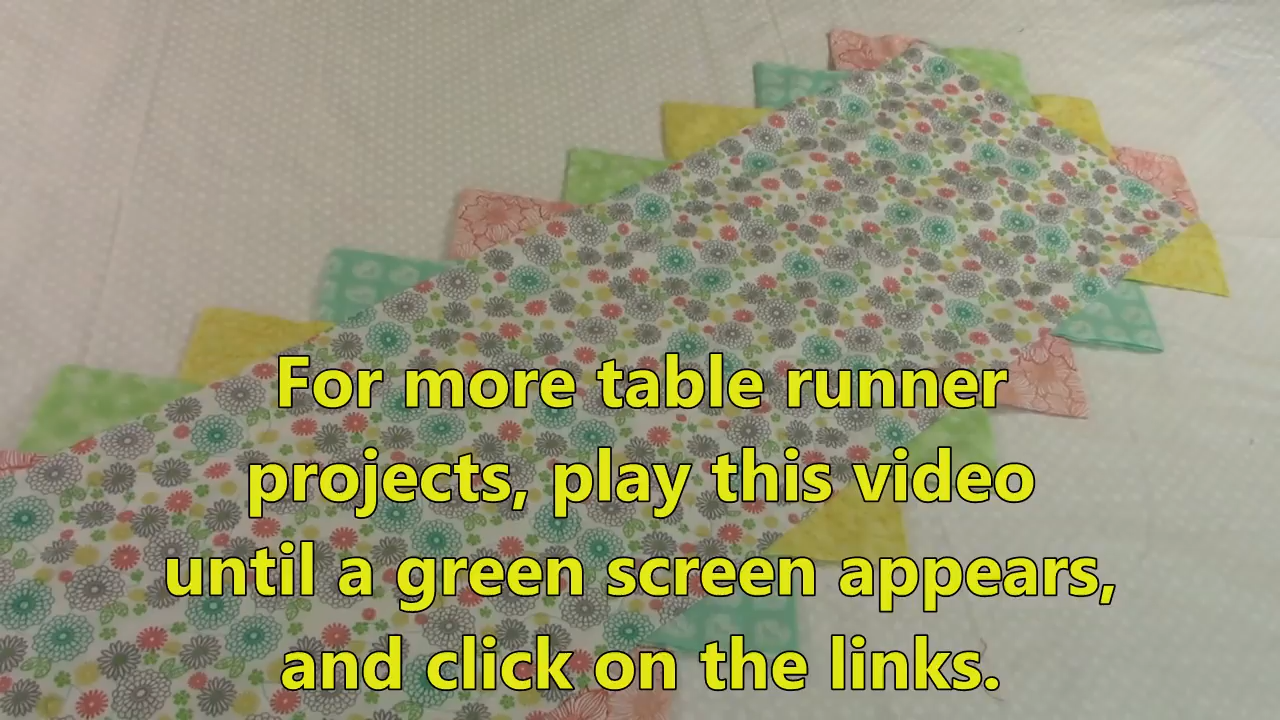 For more table runner
projects, play this video
until a green screen appears,
and click on the links.